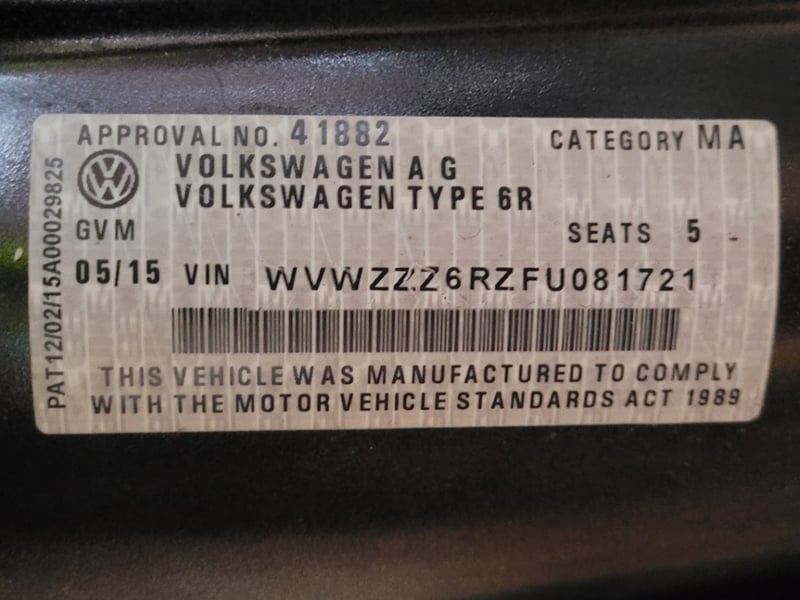 APPROVAL NO. 41882 CATEGORY MA
VOLKSWAGEN A G
VOLKSWAGEN TYPE 6R
GVM SEATS 5 -
05/15 VIN WVWZZZ6RZFU081721
THIS VEHICLE WAS MANUFACTURED TO COMPLY
WITH THE MOTOR VEHICLE STANDARDS ACT 1989
PAT12/02/15A00029825